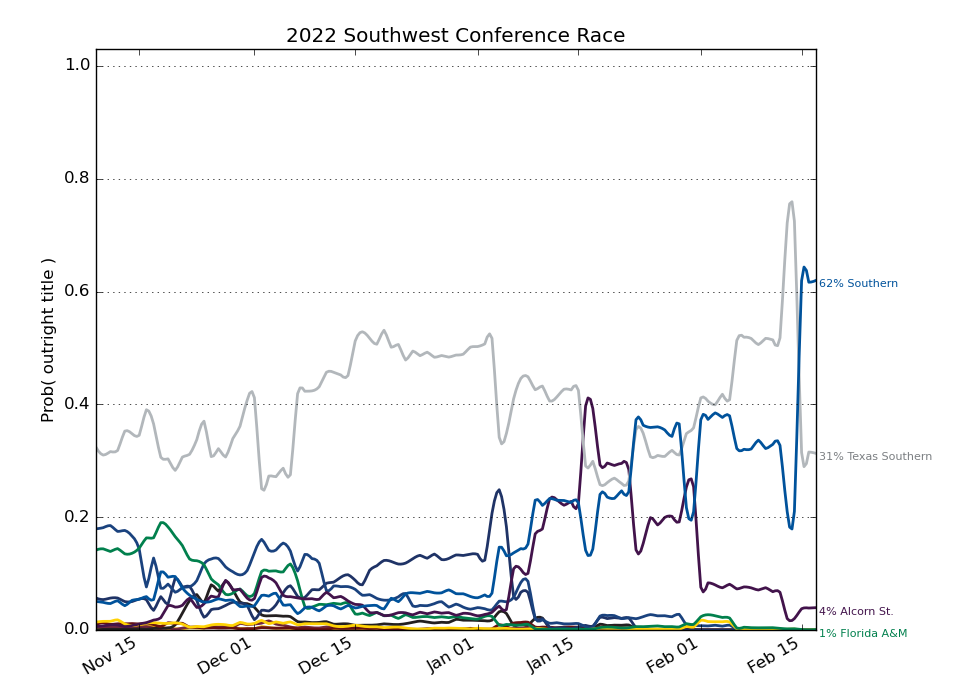 2022 Southwest Conference Race
Prob( outright title )
1.0
0.8
0.6
0.4
0.2
0.0
Nov 15
Dec 01
Dec 15
Jan 01
Jan 15
Feb 01
Feb 15
62% Southern
31% Texas Southern
4% Alcorn St.
1% Florida A&M